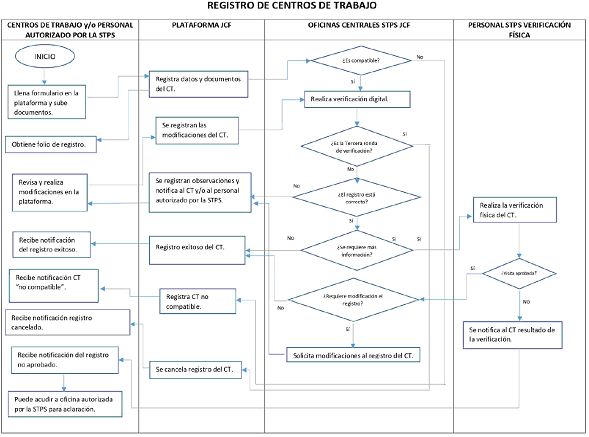 REGISTRO DE CENTROS DE TRABAJO
CENTROS DE TRABAJO y/o PERSONAL
AUTORIZADO POR LA STPS
PLATAFORMA JCF
OFICINAS CENTRALES STPS JCF
PERSONAL STPS VERIFICACIÓN
FÍSICA
INICIO
Llena formulario en la
plataforma y sube
documentos.
Registra datos y documentos
del CT.
¿Es compatible?
No
Sí
Realiza verificación digital.
Obtiene folio de registro.
Se registran las
modificaciones del CT.
¿Es la Tercera ronda
de verificación?
Sí
No
Revisa y realiza
modificaciones en la
plataforma.
Se registran observaciones y
notifica al CT y/o al personal
autorizado por la STPS.
No
¿El registro está
correcto?
Realiza la verificación
física del CT.
Recibe notificación
del registro exitoso.
Registro exitoso del CT.
No
Sí
¿Se requiere más
información?
Sí
Sí
¿Visita aprobada?
No
Recibe notificación CT
"no compatible".
Registra CT no
compatible.
No
¿Requiere modificación el
registro?
Sí
Recibe notificación registro
cancelado.
Se notifica al CT resultado de
la verificación.
Recibe notificación del registro
no aprobado.
Se cancela registro del CT.
Solicita modificaciones al registro del CT.
Puede acudir a oficina autorizada
por la STPS para aclaración.